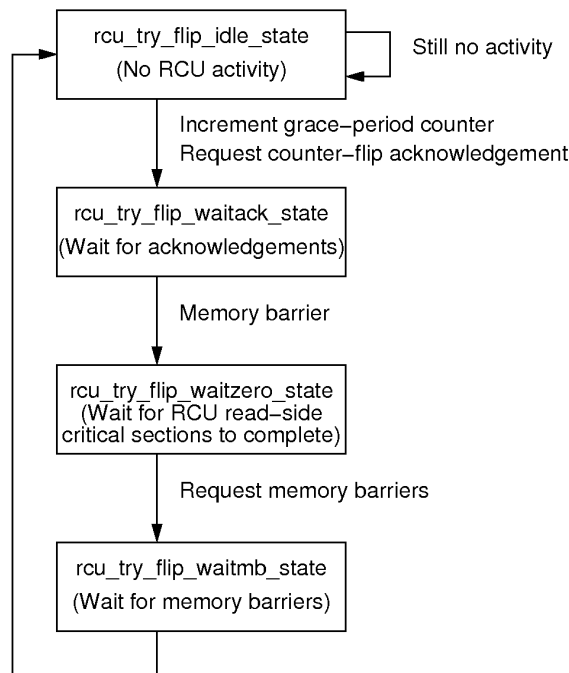 rcu_try_flip_idle_state
(No RCU activity)
Still no activity
Increment grace−period counter
Request counter−flip acknowledgement
rcu_try_flip_waitack_state
(Wait for acknowledgements)
Memory barrier
rcu_try_flip_waitzero_state
(Wait for RCU read−side
critical sections to complete)
Request memory barriers
rcu_try_flip_waitmb_state
(Wait for memory barriers)